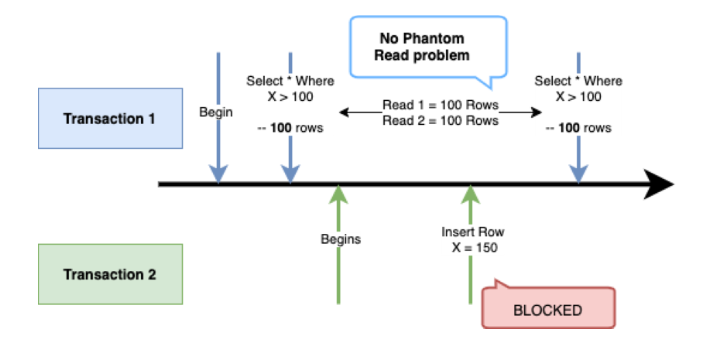 No Phantom
Read problem
Select * Where
X > 100
-- 100 rows
Select * Where
X > 100
-- 100 rows
Transaction 1
Begin
Read 1 = 100 Rows
Read 2 = 100 Rows
Transaction 2
Begins
Insert Row
X = 150
BLOCKED